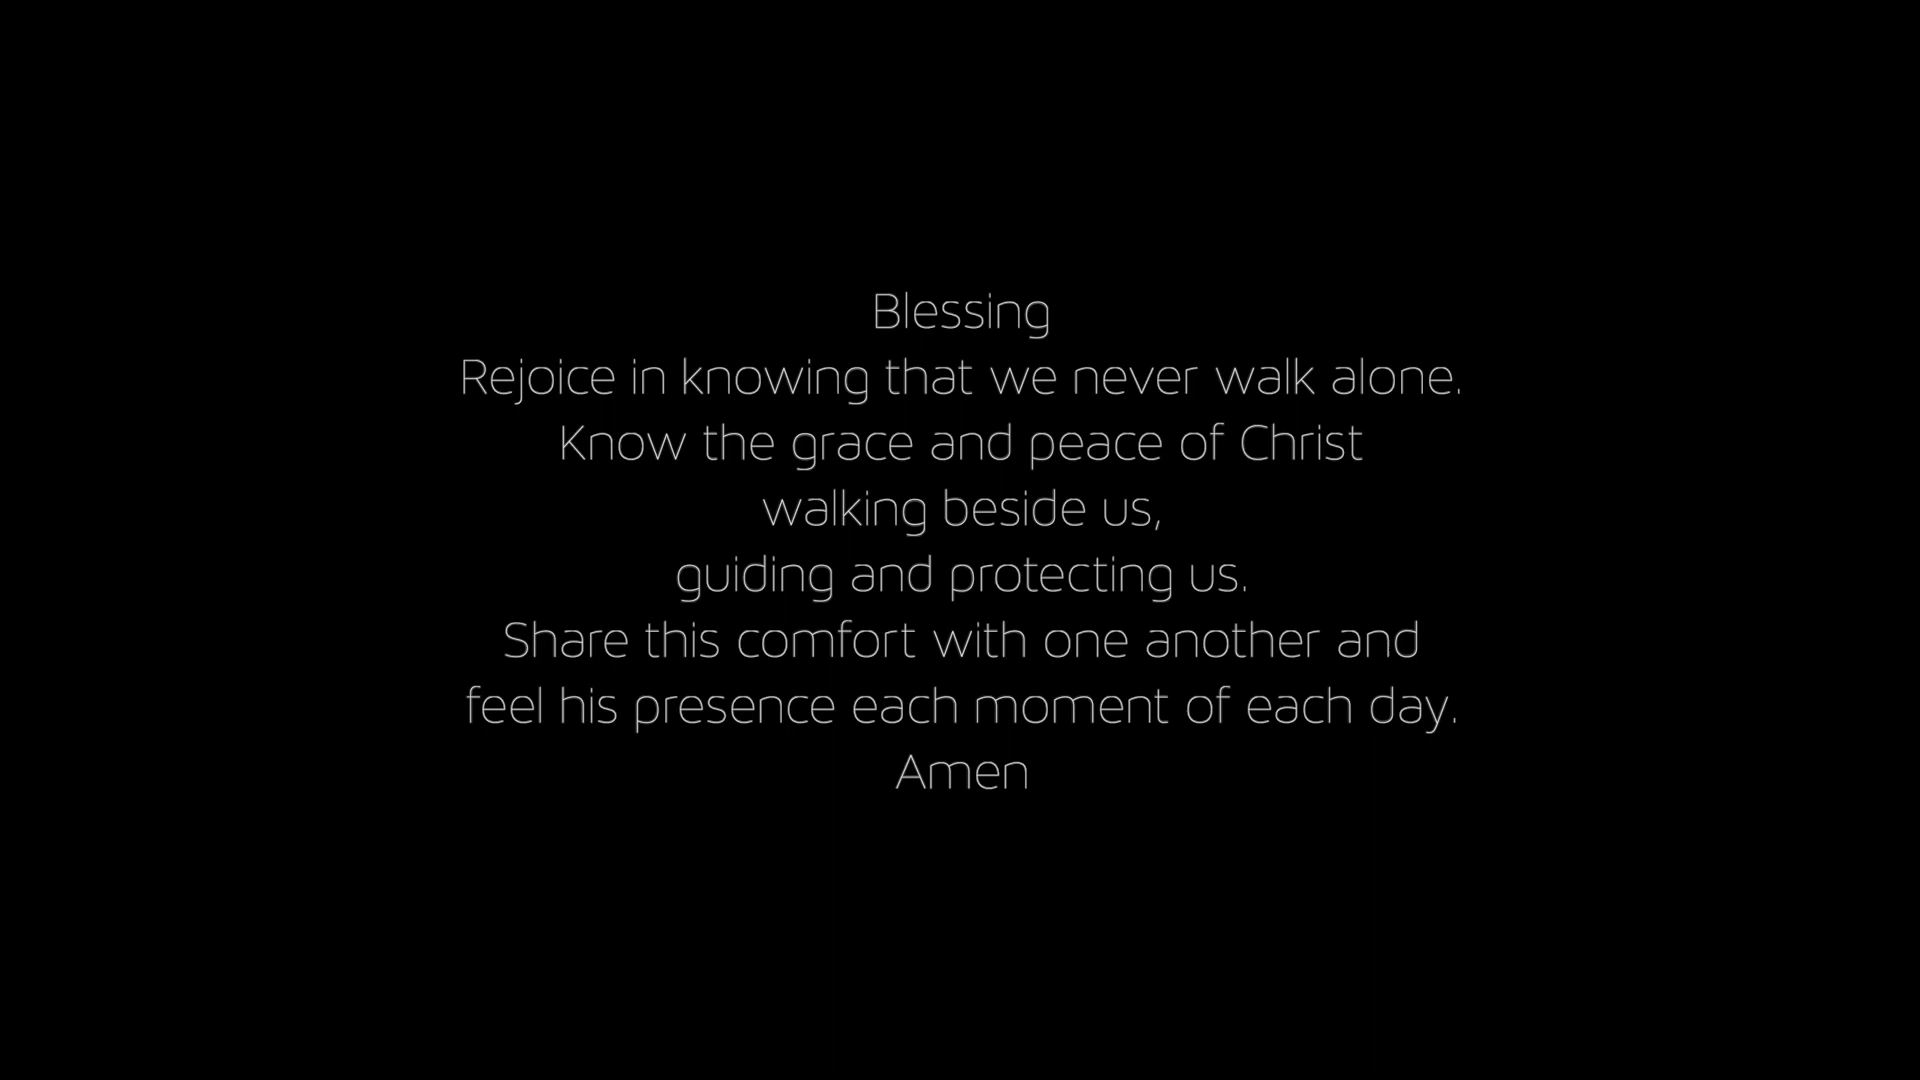 Blessing
Rejoice in knowing that we never walk alone.
Know the grace and peace of Christ
walking beside us,
guiding and protecting us.
Share this comfort with one another and
feel his presence each moment of each day.
Amen